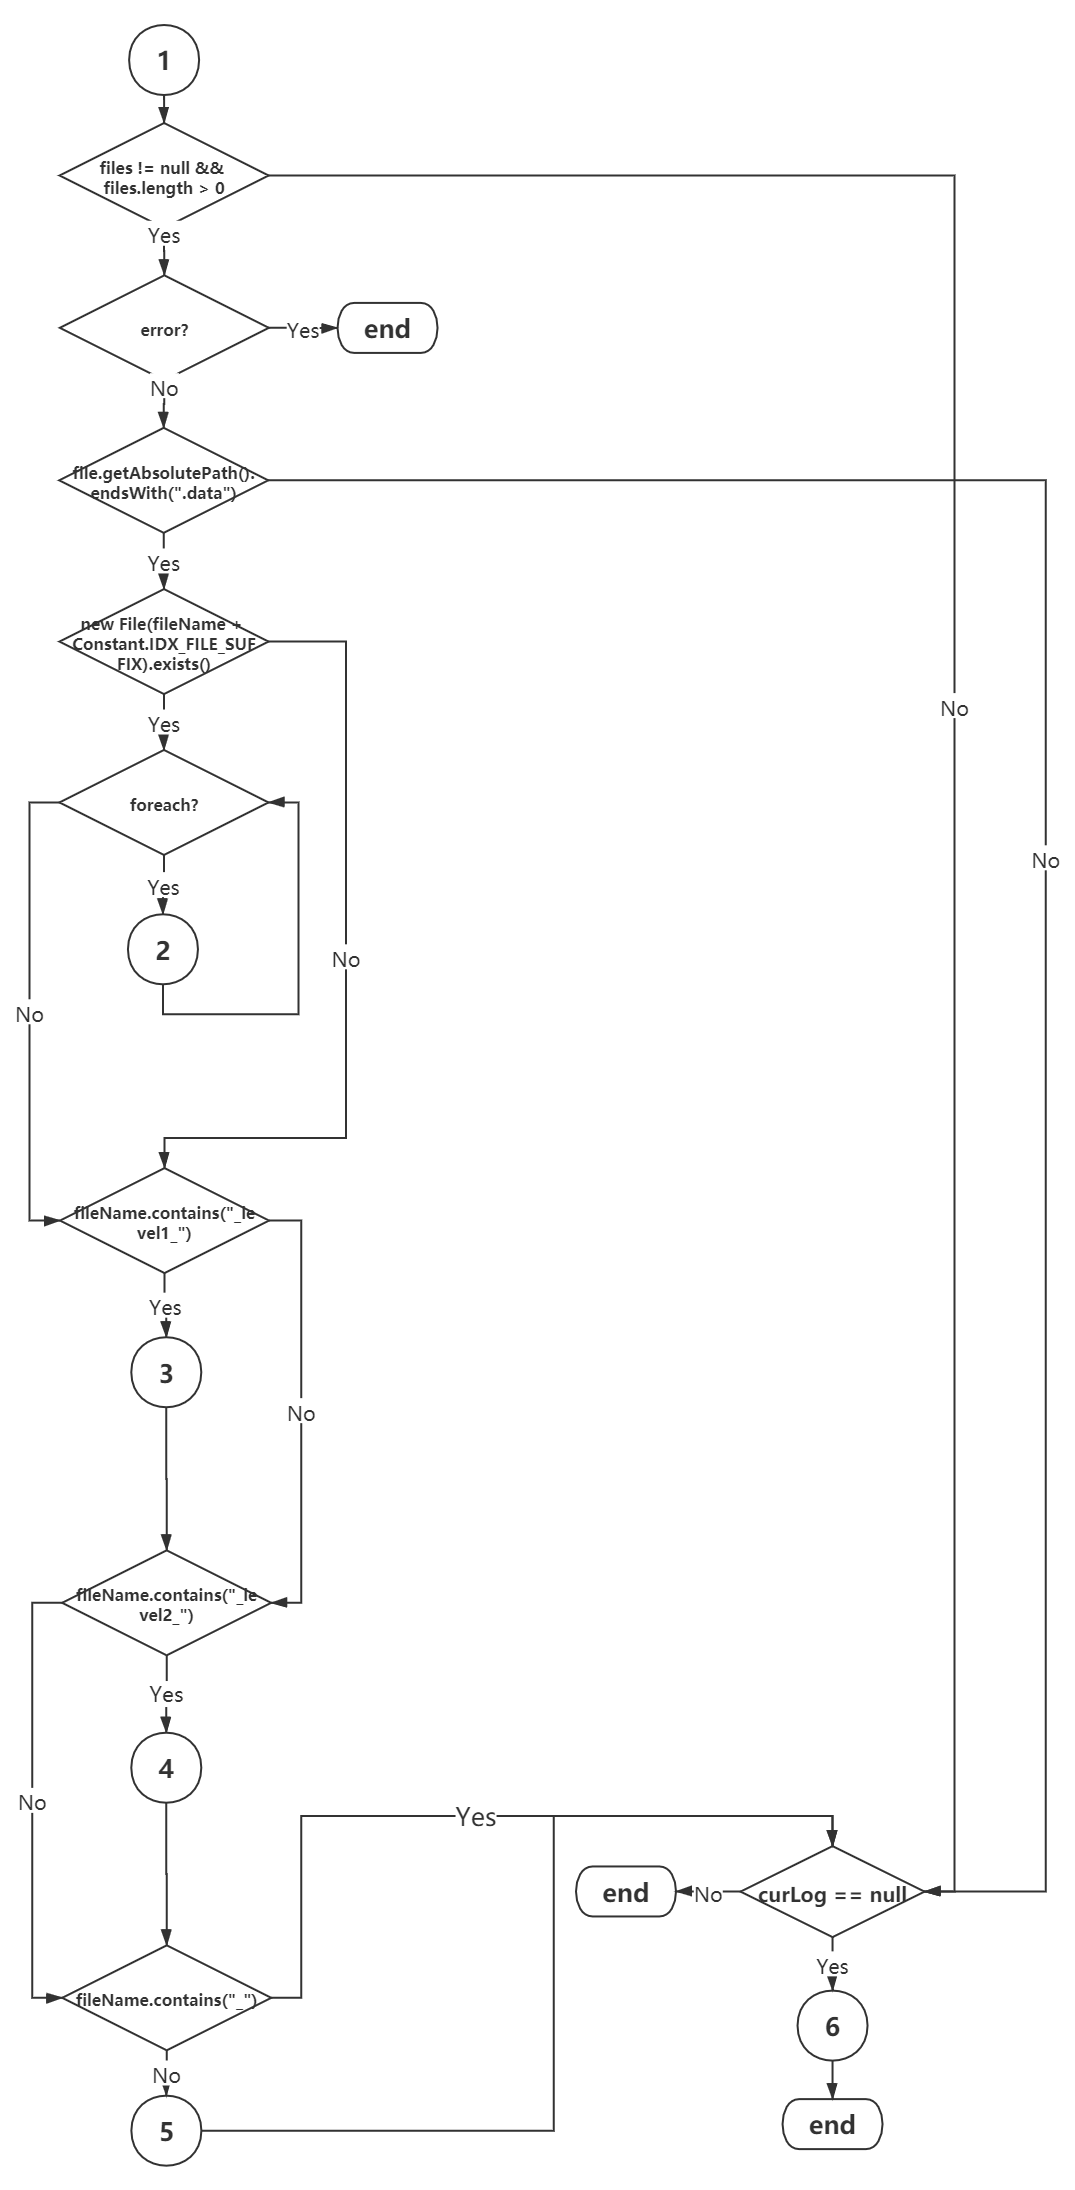 1
files != null &&
files.length > 0
Yes
error?
Yes
end
No
file.getAbsolutePath().
endsWith(".data")
Yes
new File(fileName +
Constant.IDX_FILE_SUF
FIX).exists()
No
Yes
foreach?
No
Yes
2
No
No
fileName.contains("_le
vel1_")
Yes
3
No
fileName.contains("_le
vel2_")
Yes
4
No
Yes
end
No
curLog == null
Yes
fileName.contains("_")
6
No
5
end